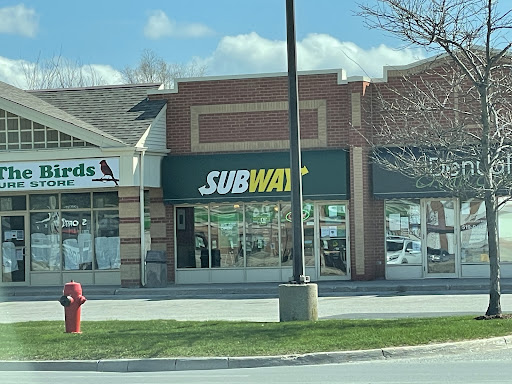 The Birds
URE STORE
SUBWAY